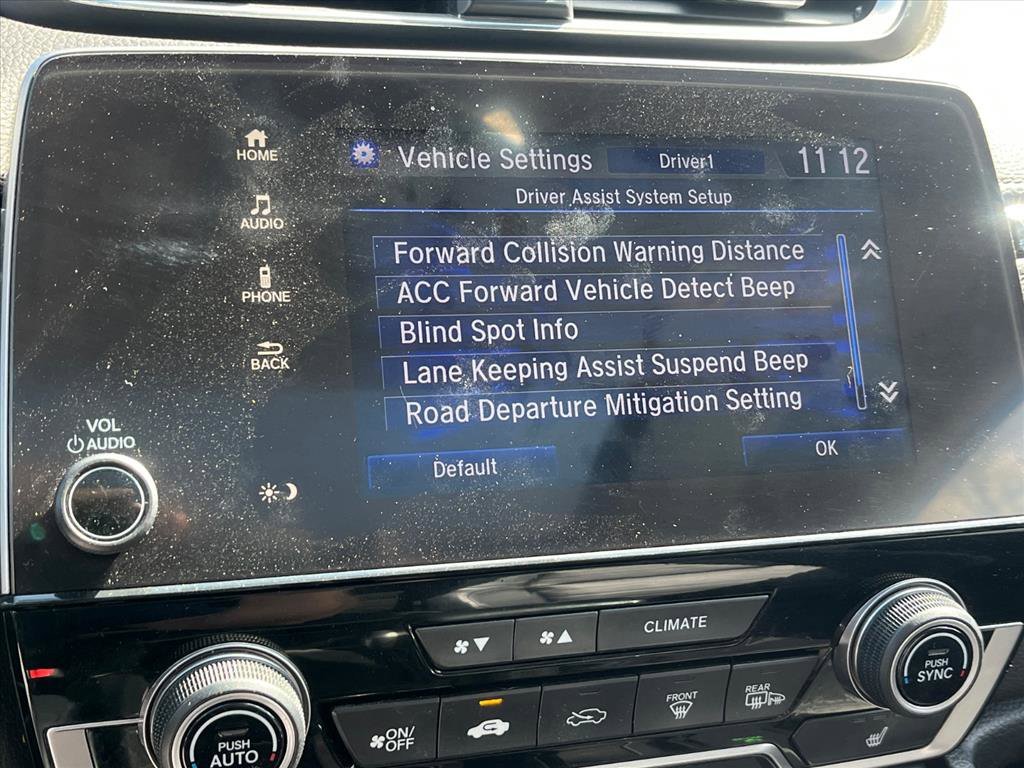 HOME
AUDIO
PHONE
BACK
VOL
AUDIO
Vehicle Settings
Driver1
11 12
Driver Assist System Setup
Forward Collision Warning Distance
ACC Forward Vehicle Detect Beep
Blind Spot Info
Lane Keeping Assist Suspend Beep
Road Departure Mitigation Setting
Default
OK
CLIMATE
PUSH
SYNC
PUSH
AUTO
ON/
OFF
FRONT
REAR